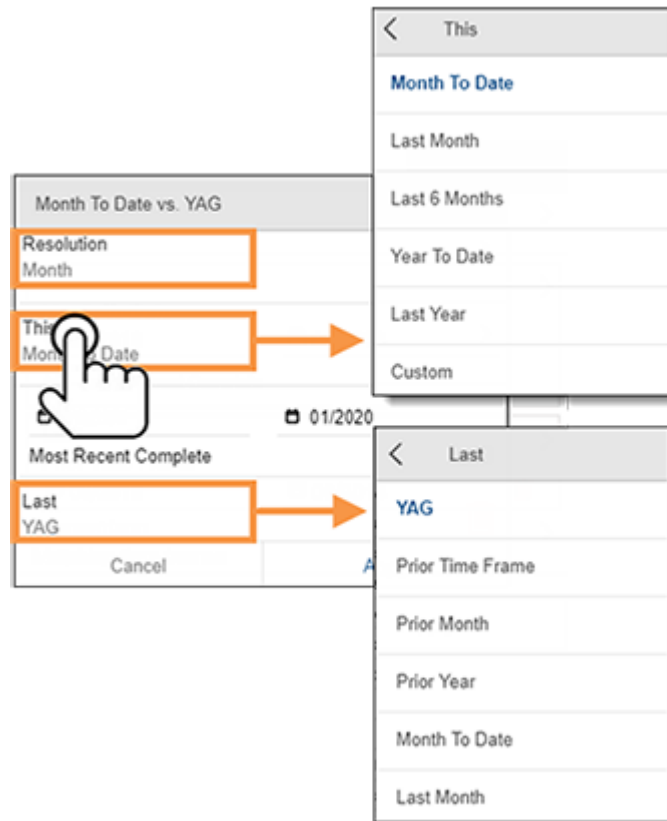 This
Month To Date
Last Month
Last 6 Months
Year To Date
Last Year
Custom
Month To Date vs. YAG
Resolution
Month
This
Date
01/2020
Most Recent Complete
Last
YAG
Cancel
Last
YAG
Prior Time Frame
Prior Month
Prior Year
Month To Date
Last Month